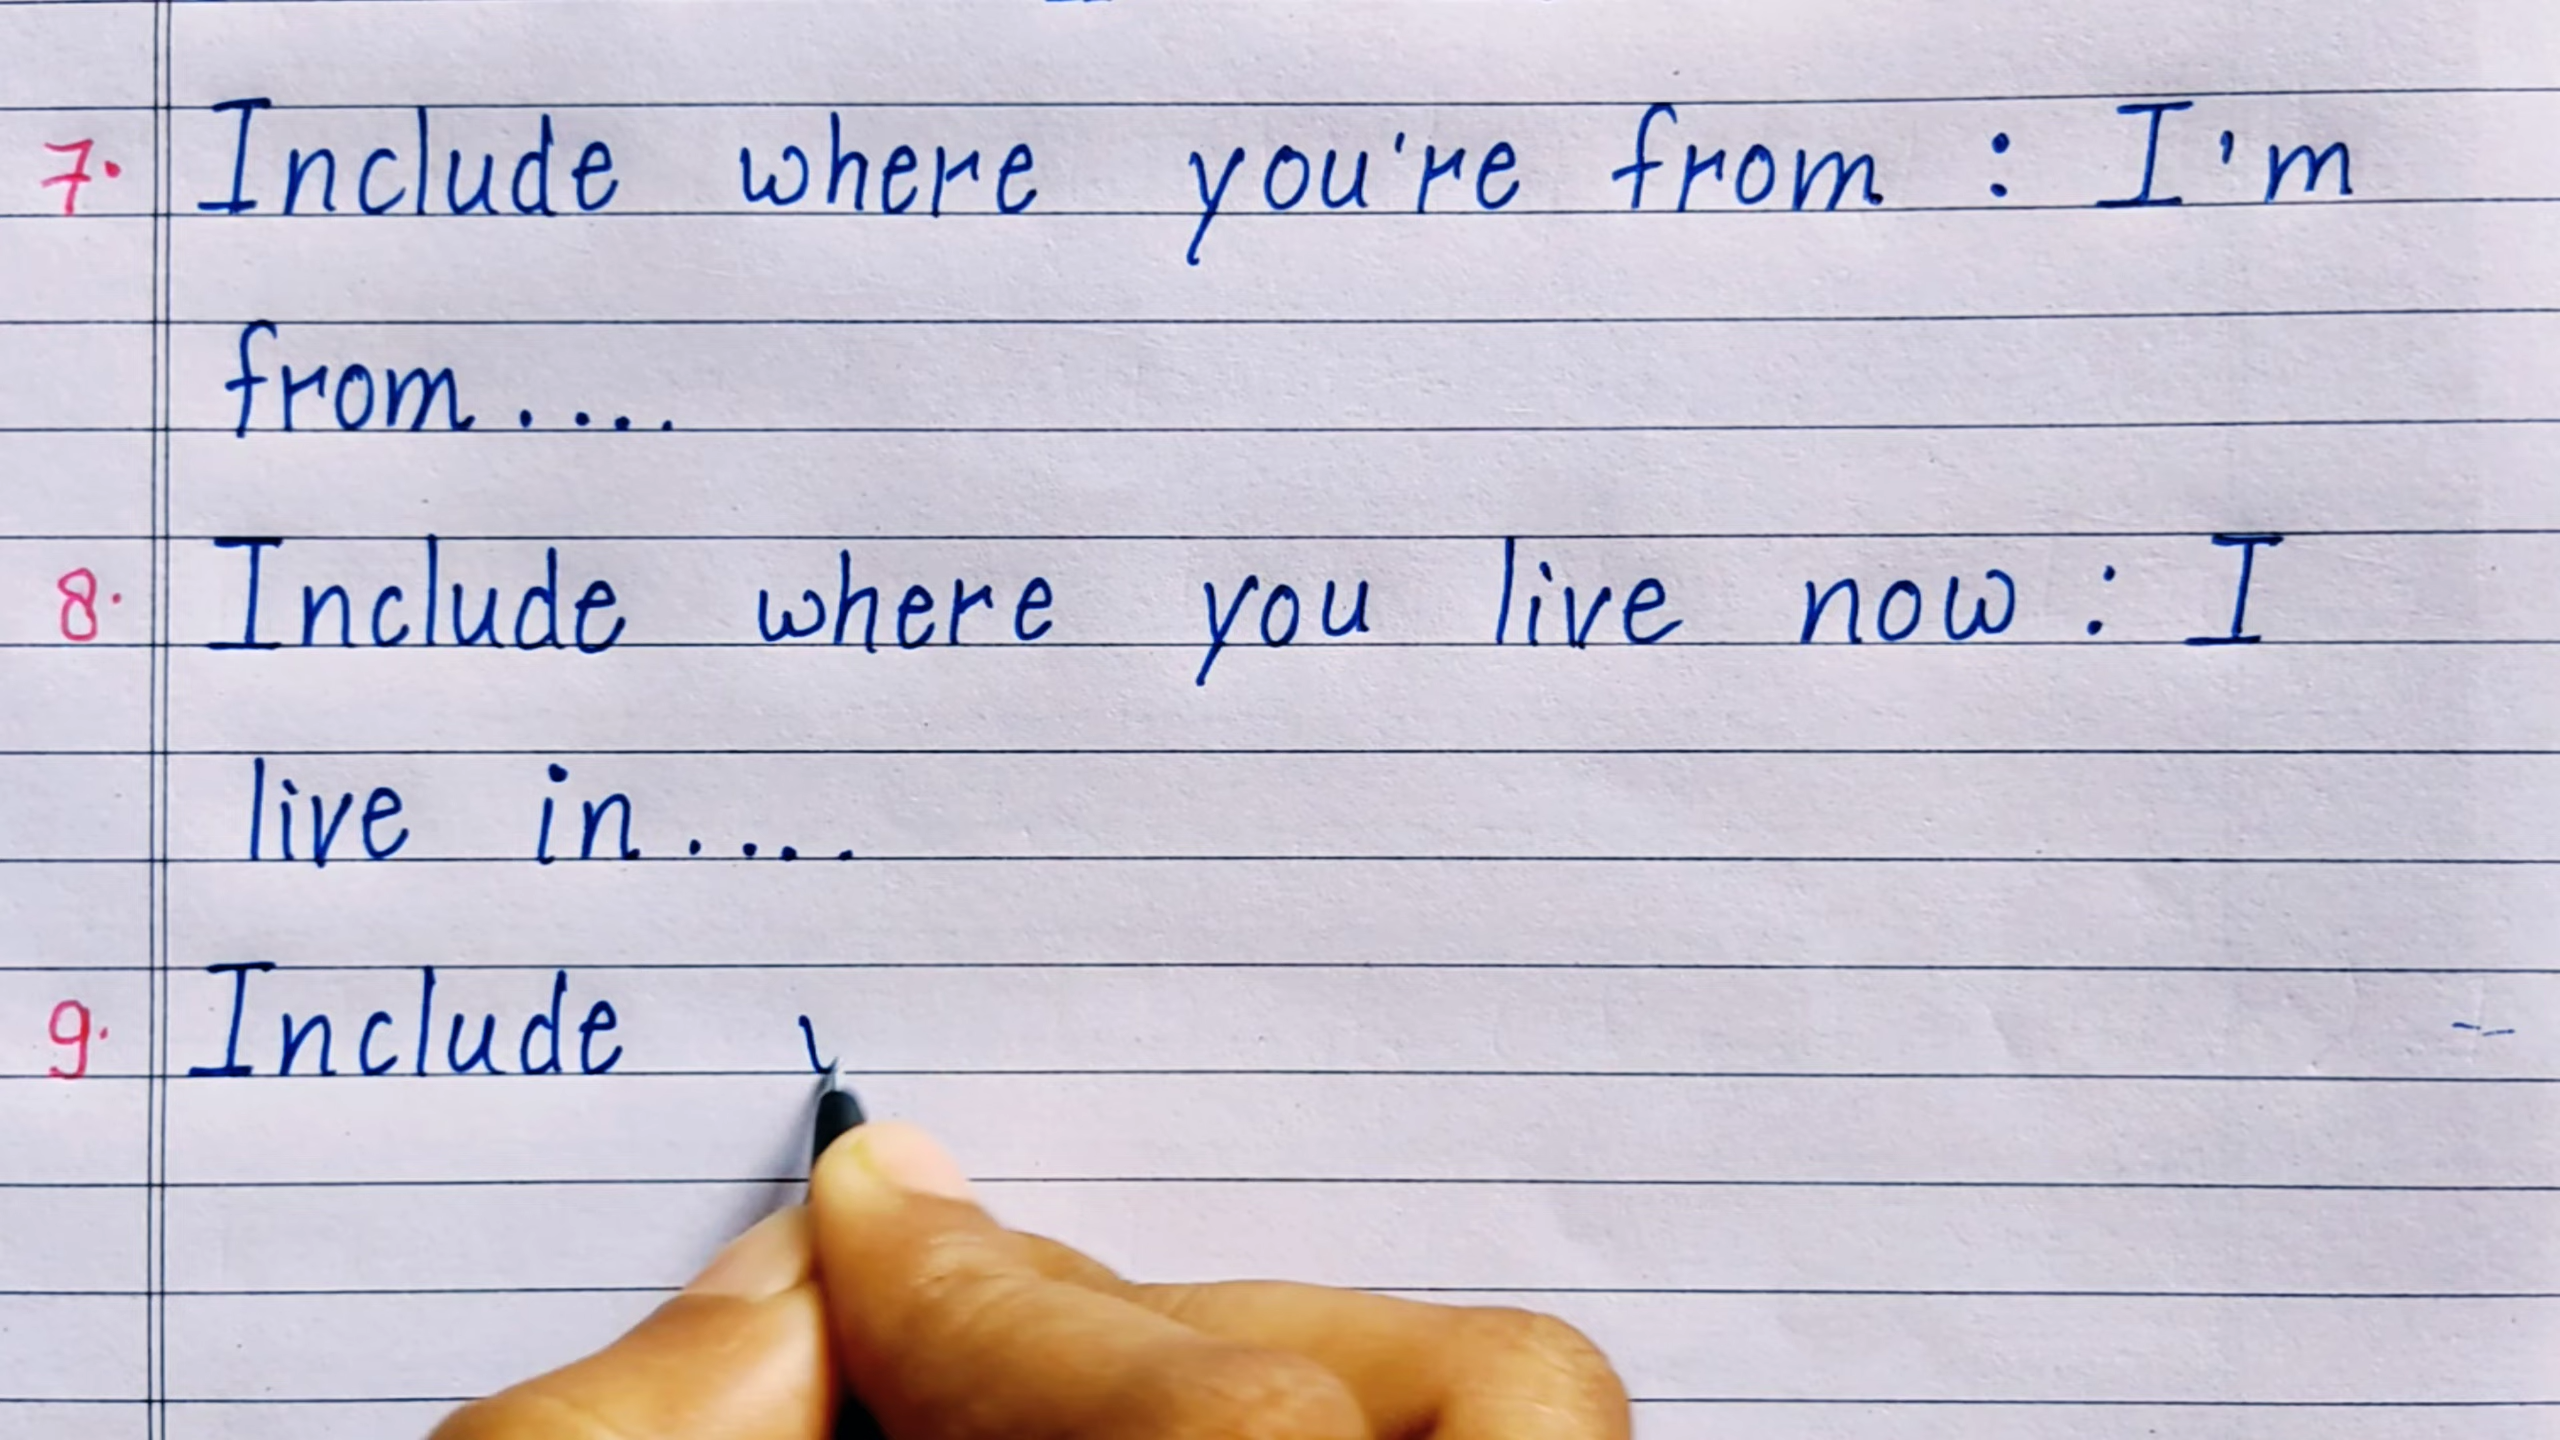 7. Include where you're from : I'm
from....
8. Include where you live now : I
live in....
9. Include